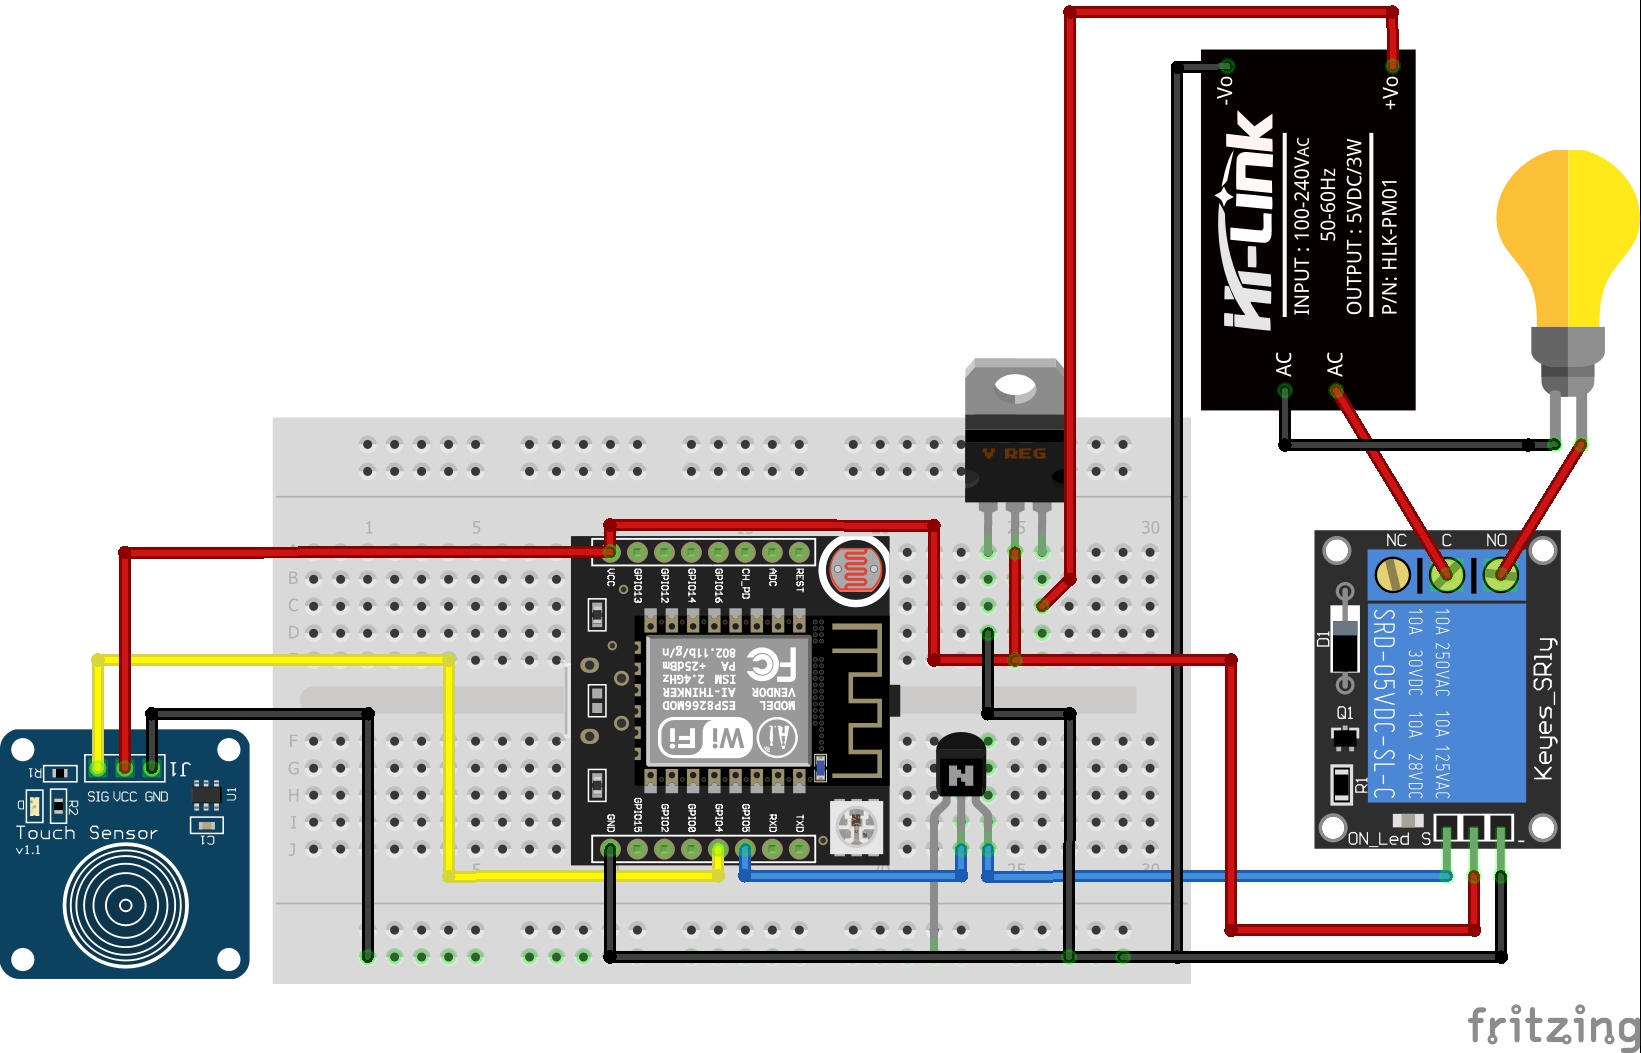 -Vo
+Vo
Hi-Link
INPUT : 100-240VAC
50-60Hz
OUTPUT : 5VDC/3W
P/N: HLK-PM01
AC
AC
V REG
1
5
25
30
B
C
D
F
G
H
I
J
VCC
GPIO13
GPIO12
GPIO14
GPIO16
CH_PD
ADC
REST
MODEL
ESP8266MOD
VENDOR
AI-THINKER
ISM 2.4GHz
PA +25dBm
802.11b/g/n
FC
Wi Fi
Ai
GND
GPIO15
GPIO2
GPIO0
GPIO4
GPIO5
RXD
TXD
N
NC C NO
SRD-05VDC-SL-C
10A 30VDC 10A 28VDC
10A 250VAC 10A 125VAC
Keyes_SRly
D1
Q1
R1
ON_Led S
-
J1
R1
SIG VCC GND
U1
D
R2
C1
Touch Sensor
v1.1
5
30
fritzing